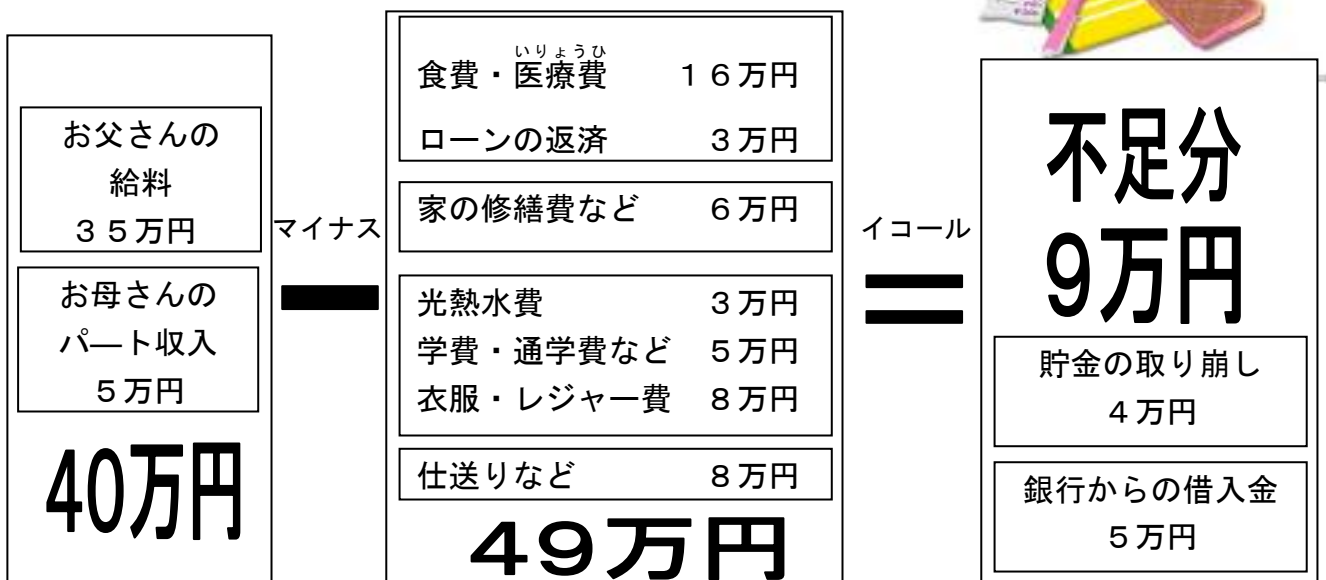 お父さんの
給料
３５万円
お母さんの
パート収入
５万円
40万円
マイナス
いりょうひ
食費・医療費　１６万円
ローンの返済　３万円
家の修繕費など　６万円
光熱水費　３万円
学費・通学費など　５万円
衣服・レジャー費　８万円
仕送りなど　８万円
49万円
イコール
不足分
9万円
貯金の取り崩し
４万円
銀行からの借入金
５万円